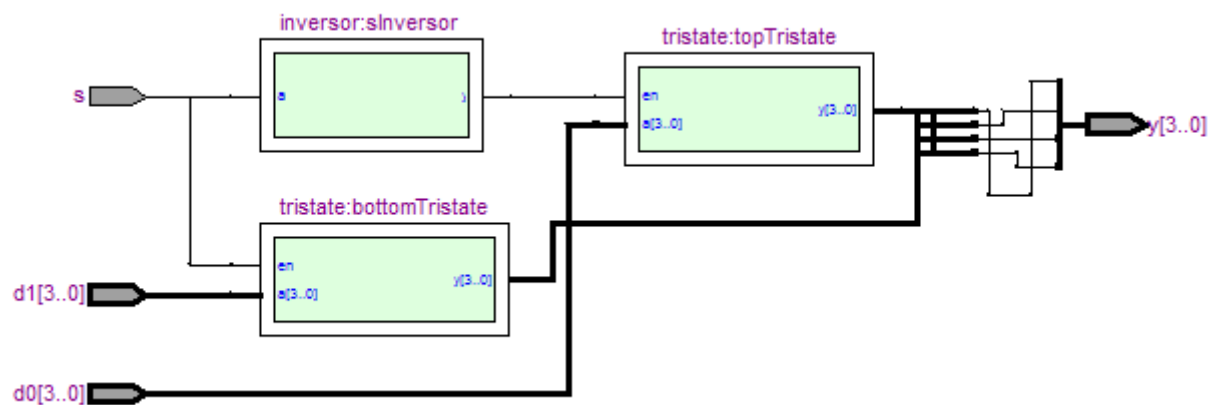 inversor:sInversor
tristate:topTristate
s
a
y
en
a[3..0]
y[3..0]
y[3..0]
tristate:bottomTristate
en
a[3..0]
y[3..0]
d1[3..0]
d0[3..0]